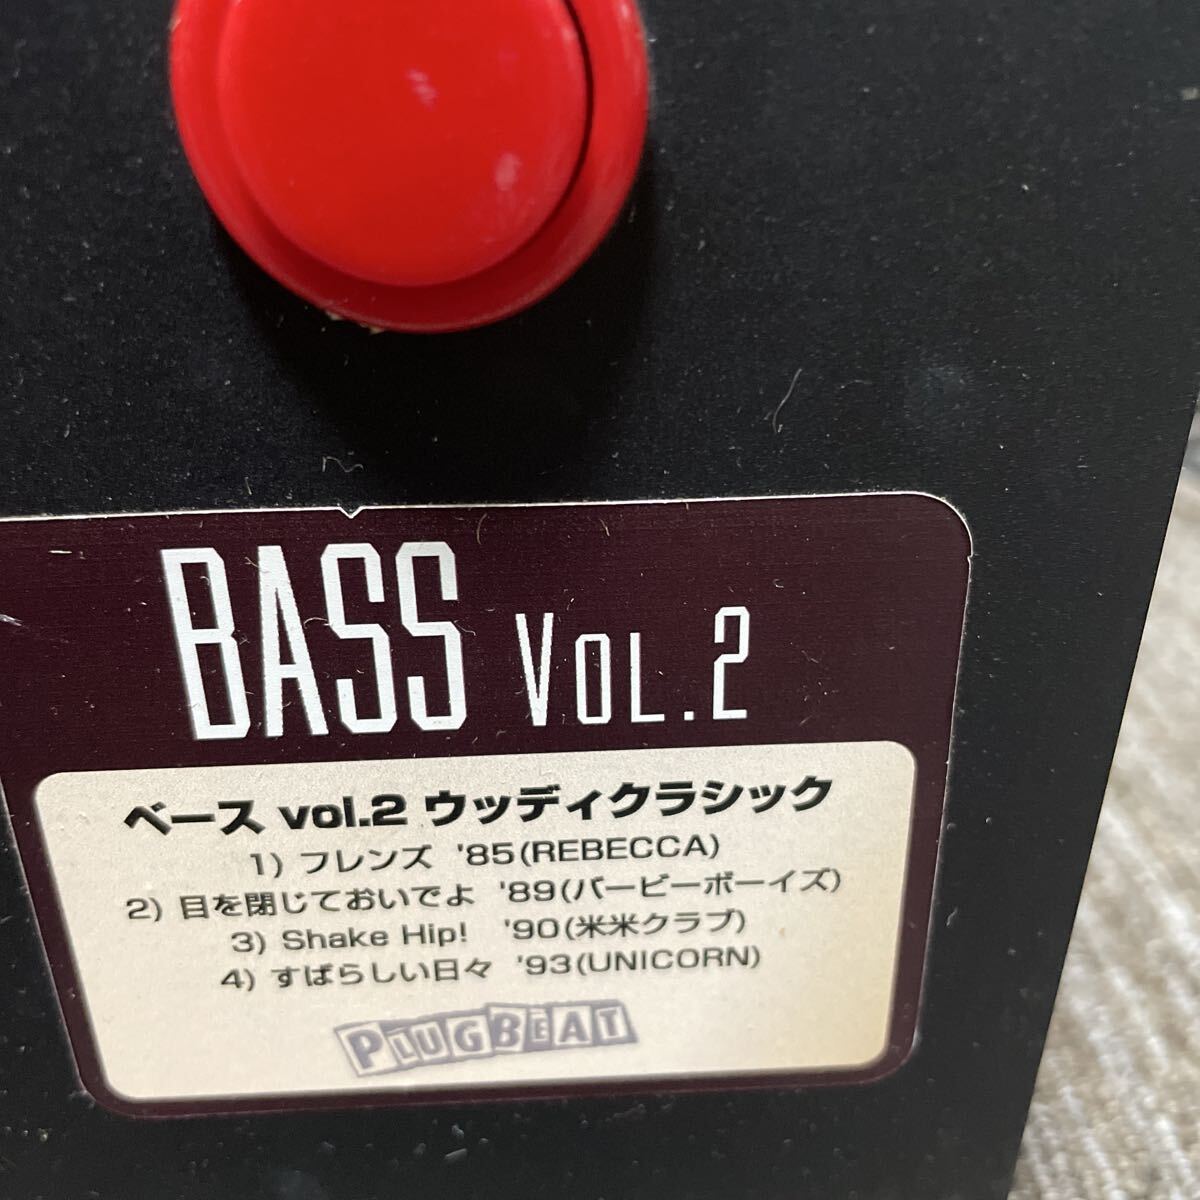 BASS VOL.2
ベース vol.2 ウッディクラシック
1) フレンズ '85(REBECCA)
2) 目を閉じておいでよ '89(バービーボーイズ)
3) Shake Hip! '90(米米クラブ)
4) すばらしい日々 '93(UNICORN)
PLUGBEAT